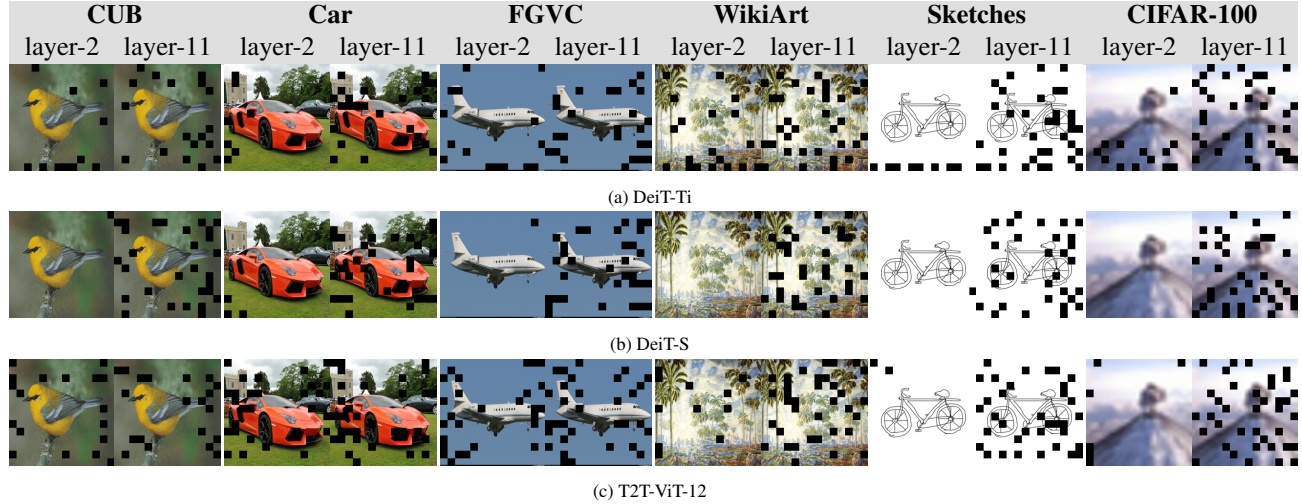 CUB Car FGVC WikiArt Sketches CIFAR-100
layer-2 layer-11 layer-2 layer-11 layer-2 layer-11 layer-2 layer-11 layer-2 layer-11 layer-2 layer-11
(a) DeiT-Ti
(b) DeiT-S
(c) T2T-ViT-12